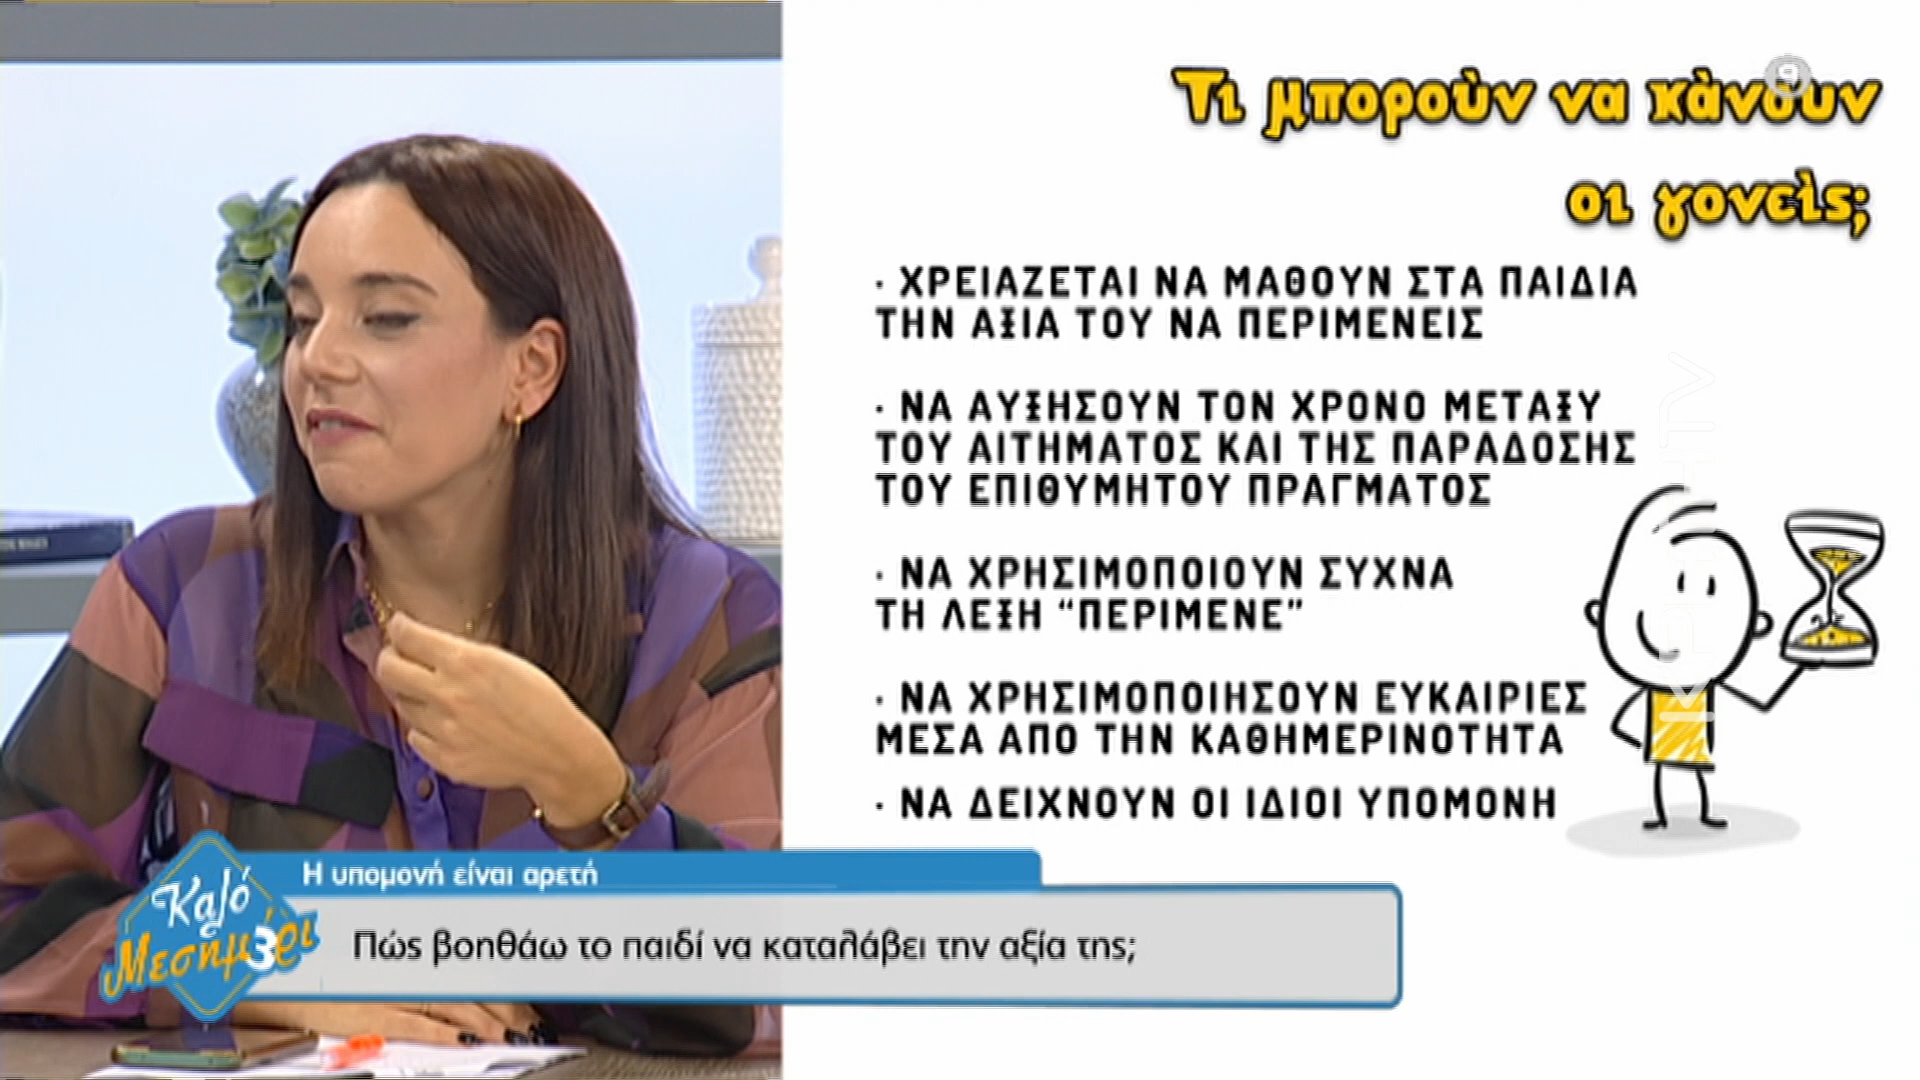 Τι μπορούν να κάνουν
οι γονείς;
· ΧΡΕΙΑΖΕΤΑΙ ΝΑ ΜΑΘΟΥΝ ΣΤΑ ΠΑΙΔΙΑ
ΤΗΝ ΑΞΙΑ ΤΟΥ ΝΑ ΠΕΡΙΜΕΝΕΙΣ
· ΝΑ ΑΥΞΗΣΟΥΝ ΤΟΝ ΧΡΟΝΟ ΜΕΤΑΞΥ
ΤΟΥ ΑΙΤΗΜΑΤΟΣ ΚΑΙ ΤΗΣ ΠΑΡΑΔΟΣΗΣ
ΤΟΥ ΕΠΙΘΥΜΗΤΟΥ ΠΡΑΓΜΑΤΟΣ
· ΝΑ ΧΡΗΣΙΜΟΠΟΙΟΥΝ ΣΥΧΝΑ
ΤΗ ΛΕΞΗ “ΠΕΡΙΜΕΝΕ”
· ΝΑ ΧΡΗΣΙΜΟΠΟΙΗΣΟΥΝ ΕΥΚΑΙΡΙΕΣ
ΜΕΣΑ ΑΠΟ ΤΗΝ ΚΑΘΗΜΕΡΙΝΟΤΗΤΑ
· ΝΑ ΔΕΙΧΝΟΥΝ ΟΙ ΙΔΙΟΙ ΥΠΟΜΟΝΗ
Η υπομονή είναι αρετή
Πώς βοηθάω το παιδί να καταλάβει την αξία της;
Καλό
Μεσημ3ρι
9